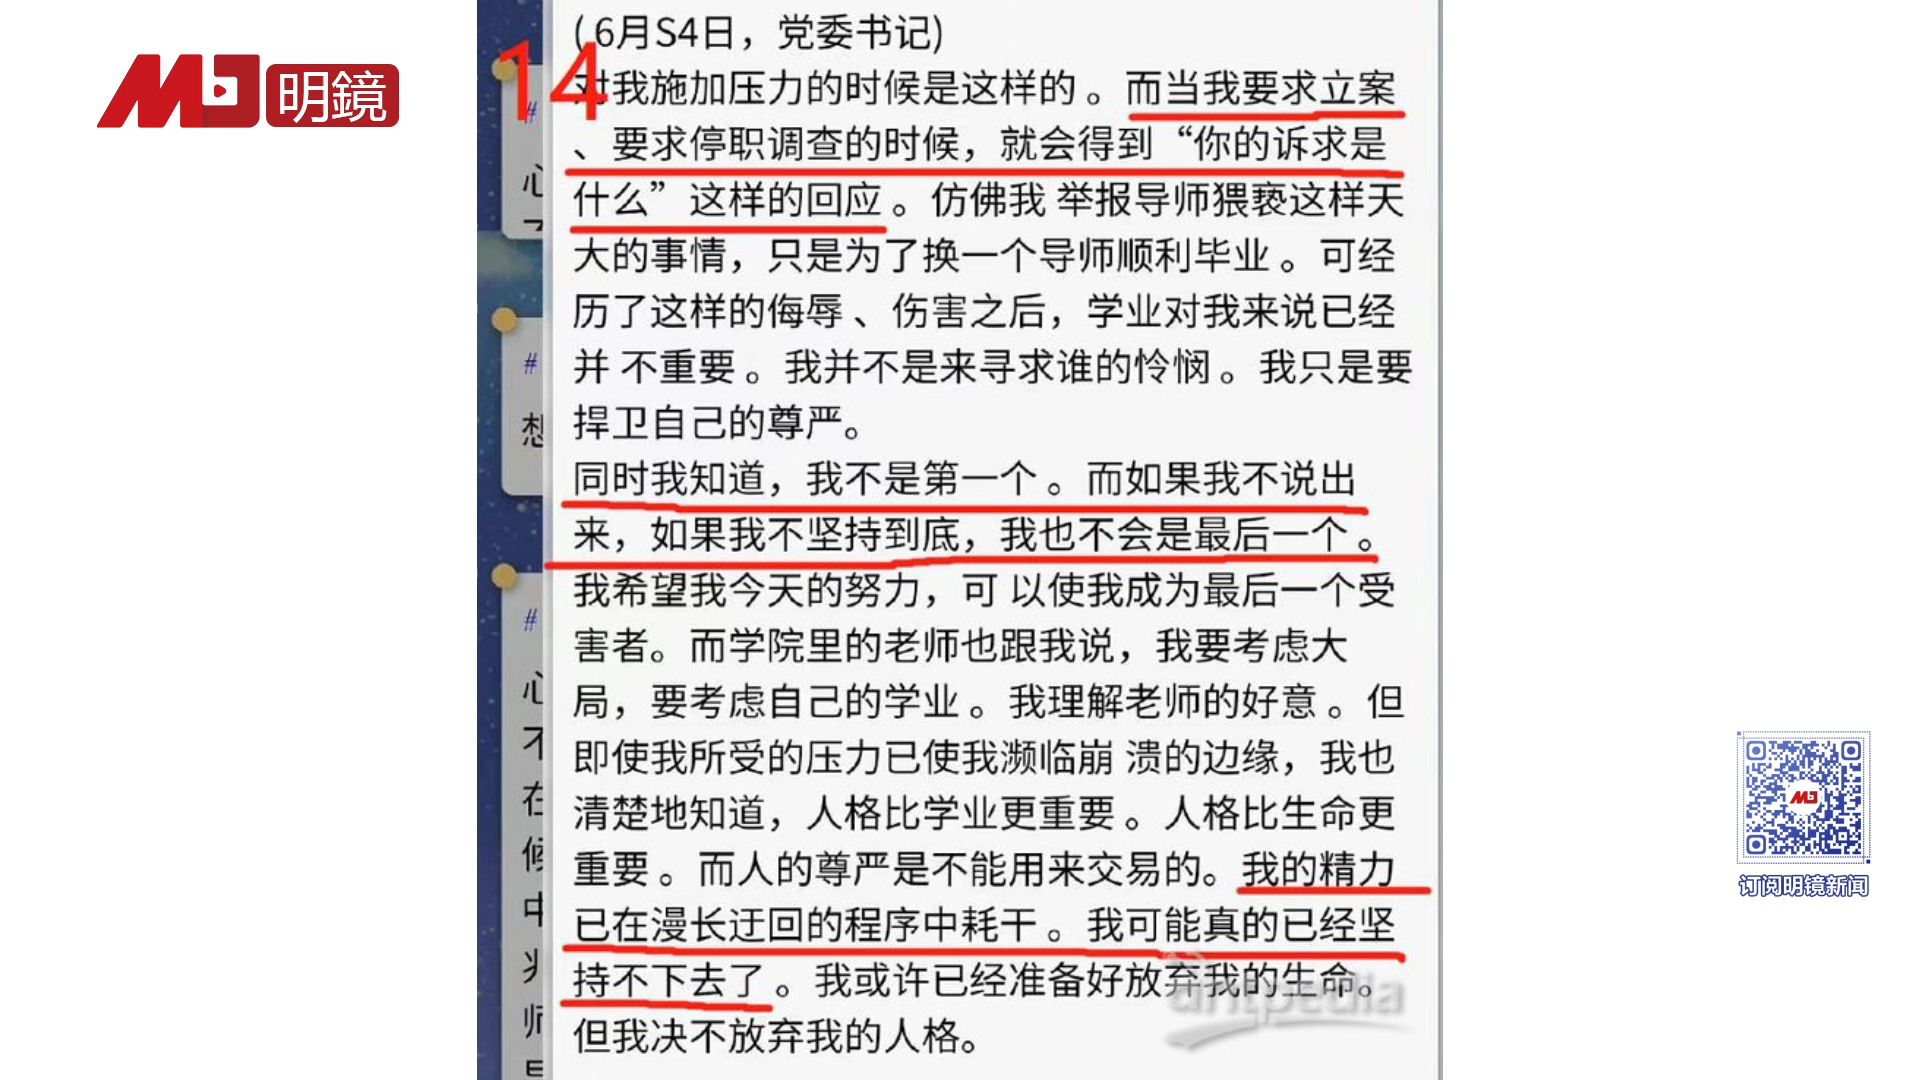 明鏡
14
(6月S4日，党委书记)
对我施加压力的时候是这样的。而当我要求立案
、要求停职调查的时候，就会得到“你的诉求是
什么”这样的回应。仿佛我 举报导师猥亵这样天
大的事情，只是为了换一个导师顺利毕业。可经
历了这样的侮辱、伤害之后，学业对我来说已经
并 不重要。我并不是来寻求谁的怜悯。我只是要
捍卫自己的尊严。
同时我知道，我不是第一个。而如果我不说出
来，如果我不坚持到底，我也不会是最后一个。
我希望我今天的努力，可 以使我成为最后一个受
害者。而学院里的老师也跟我说，我要考虑大
局，要考虑自己的学业。我理解老师的好意。但
即使我所受的压力已使我濒临崩 溃的边缘，我也
清楚地知道，人格比学业更重要。人格比生命更
重要。而人的尊严是不能用来交易的。我的精力
已在漫长迂回的程序中耗干。我可能真的已经坚
持不下去了。我或许已经准备好放弃我的生命。
但我决不放弃我的人格。
antpedia
#
心
#
想
#
心
不
在
候
中
师
订阅明镜新闻